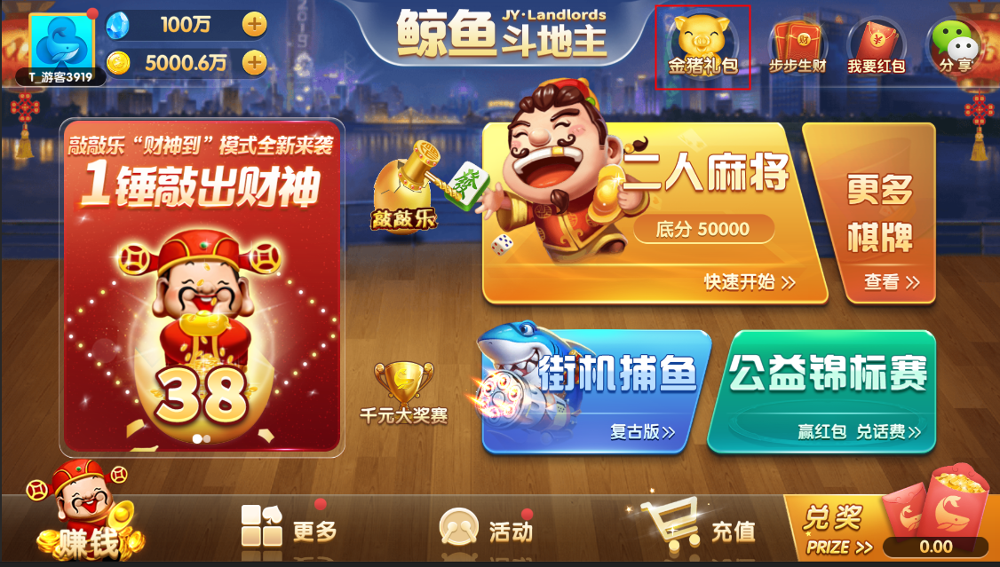 100万
5000.6万
T_游客3919
鲸鱼
JY·Landlords
斗地主
金猪礼包
步步生财
我要红包
分享
敲敲乐“财神到”模式全新来袭
1锤敲出财神
38
敲敲乐
發
二人麻将
底分 50000
快速开始 >>
更多
棋牌
查看 >>
千元大奖赛
街机捕鱼
复古版>>
公益锦标赛
赢红包 兑话费>>
赚钱
更多
活动
充值
兑奖
PRIZE >>
0.00